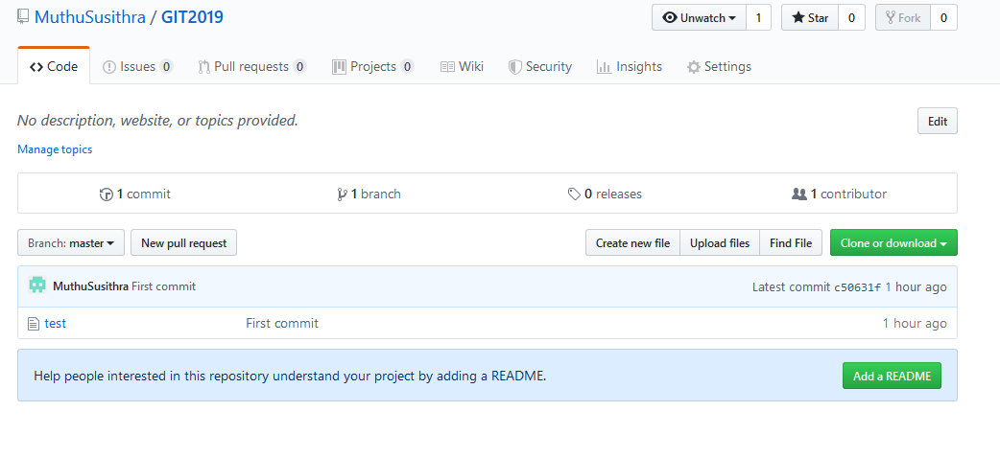 MuthuSusithra / GIT2019 Unwatch 1 Star 0 Fork 0
Code Issues 0 Pull requests 0 Projects 0 Wiki Security Insights Settings
No description, website, or topics provided. Edit
Manage topics
1 commit 1 branch 0 releases 1 contributor
Branch: master New pull request Create new file Upload files Find File Clone or download
MuthuSusithra First commit Latest commit c50631f 1 hour ago
test First commit 1 hour ago
Help people interested in this repository understand your project by adding a README. Add a README